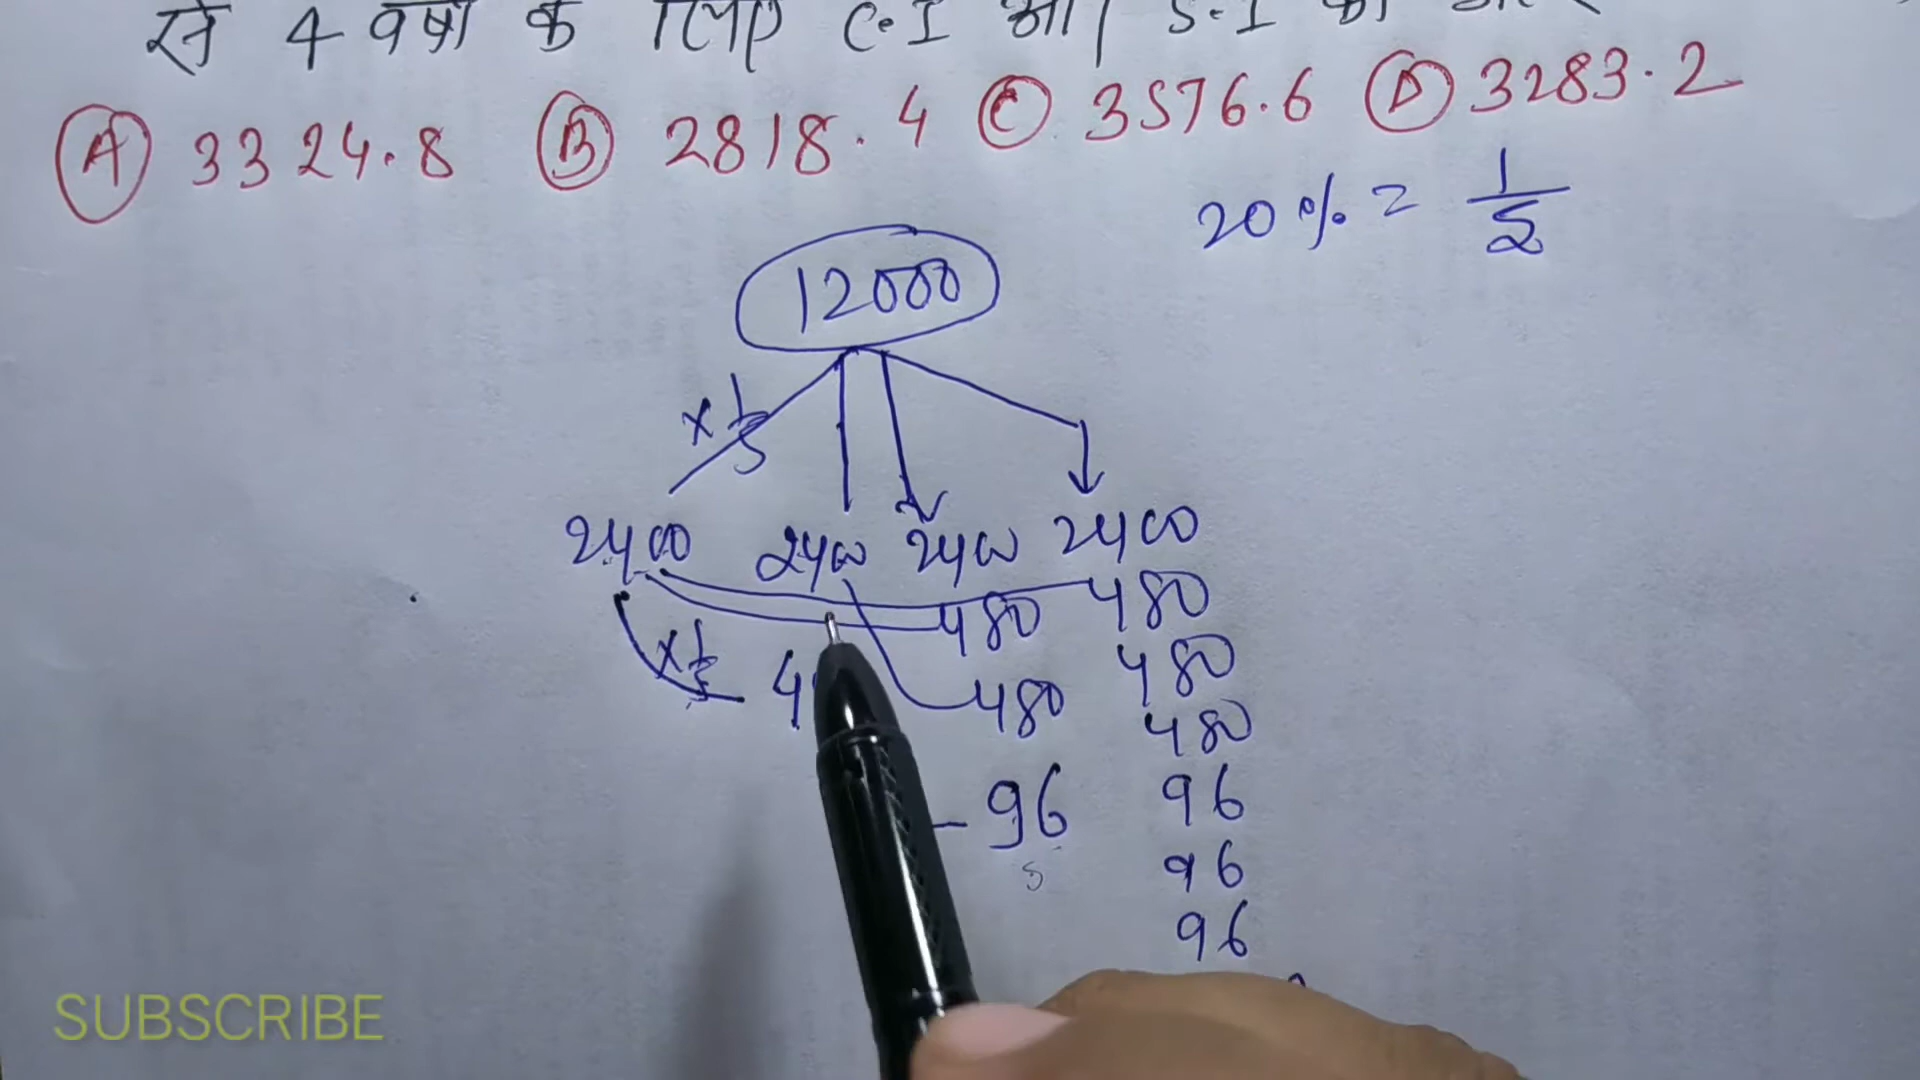 से 4 वर्षो के लिए C.I और S.I का
(A) 3324.8 (B) 2818.4 (C) 3576.6 (D) 3283.2
20% = 1/5
12000
× 1/5
2400 2400 2400 2400
480 480
× 1/5 480 480
480
96 96
96
96
SUBSCRIBE